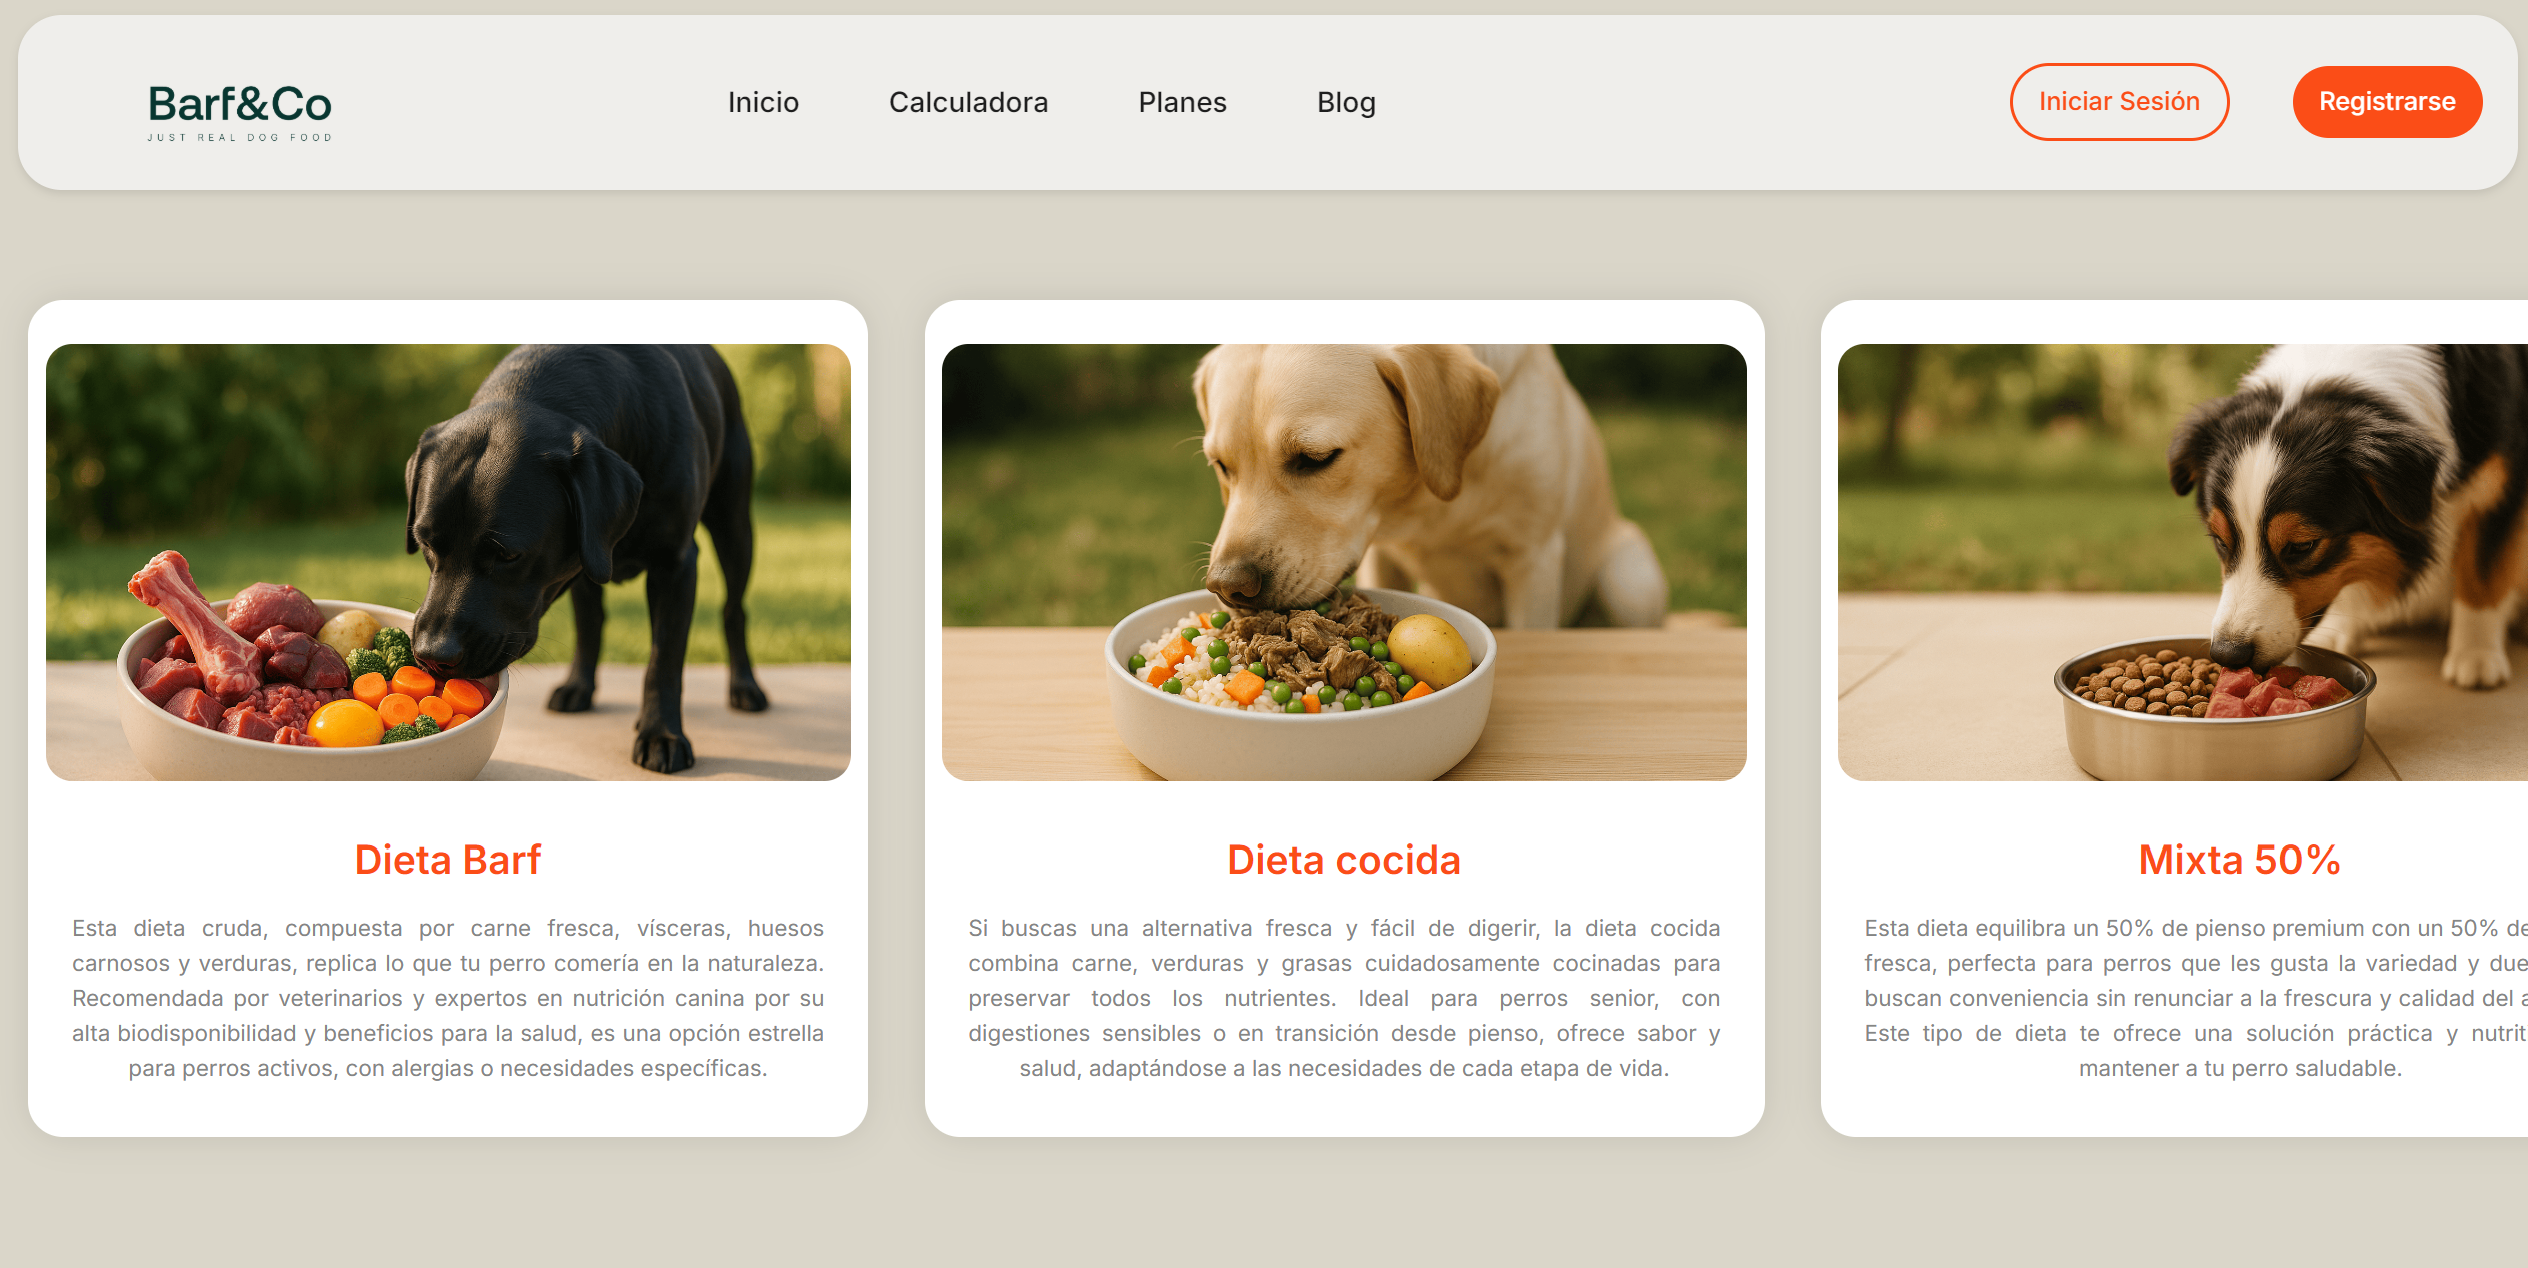 Barf&Co
JUST REAL DOG FOOD
Inicio
Calculadora
Planes
Blog
Iniciar Sesión
Registrarse
Dieta Barf
Esta dieta cruda, compuesta por carne fresca, vísceras, huesos
carnosos y verduras, replica lo que tu perro comería en la naturaleza.
Recomendada por veterinarios y expertos en nutrición canina por su
alta biodisponibilidad y beneficios para la salud, es una opción estrella
para perros activos, con alergias o necesidades específicas.
Dieta cocida
Si buscas una alternativa fresca y fácil de digerir, la dieta cocida
combina carne, verduras y grasas cuidadosamente cocinadas para
preservar todos los nutrientes. Ideal para perros senior, con
digestiones sensibles o en transición desde pienso, ofrece sabor y
salud, adaptándose a las necesidades de cada etapa de vida.
Mixta 50%
Esta dieta equilibra un 50% de pienso premium con un 50% de
fresca, perfecta para perros que les gusta la variedad y
buscan conveniencia sin renunciar a la frescura y calidad del
Este tipo de dieta te ofrece una solución práctica y
mantener a tu perro saludable.